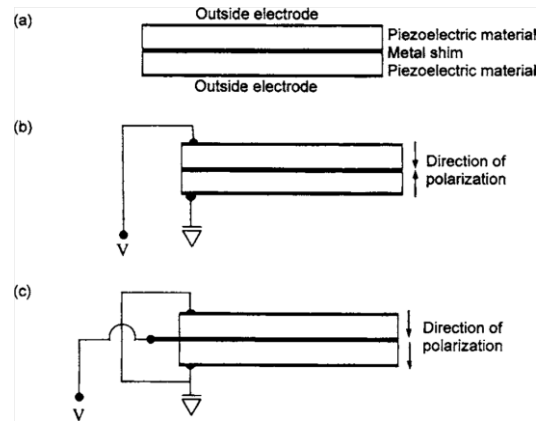 (a)
Outside electrode
Piezoelectric material
Metal shim
Piezoelectric material
Outside electrode
(b)
Direction of
polarization
V
(c)
Direction of
polarization
V